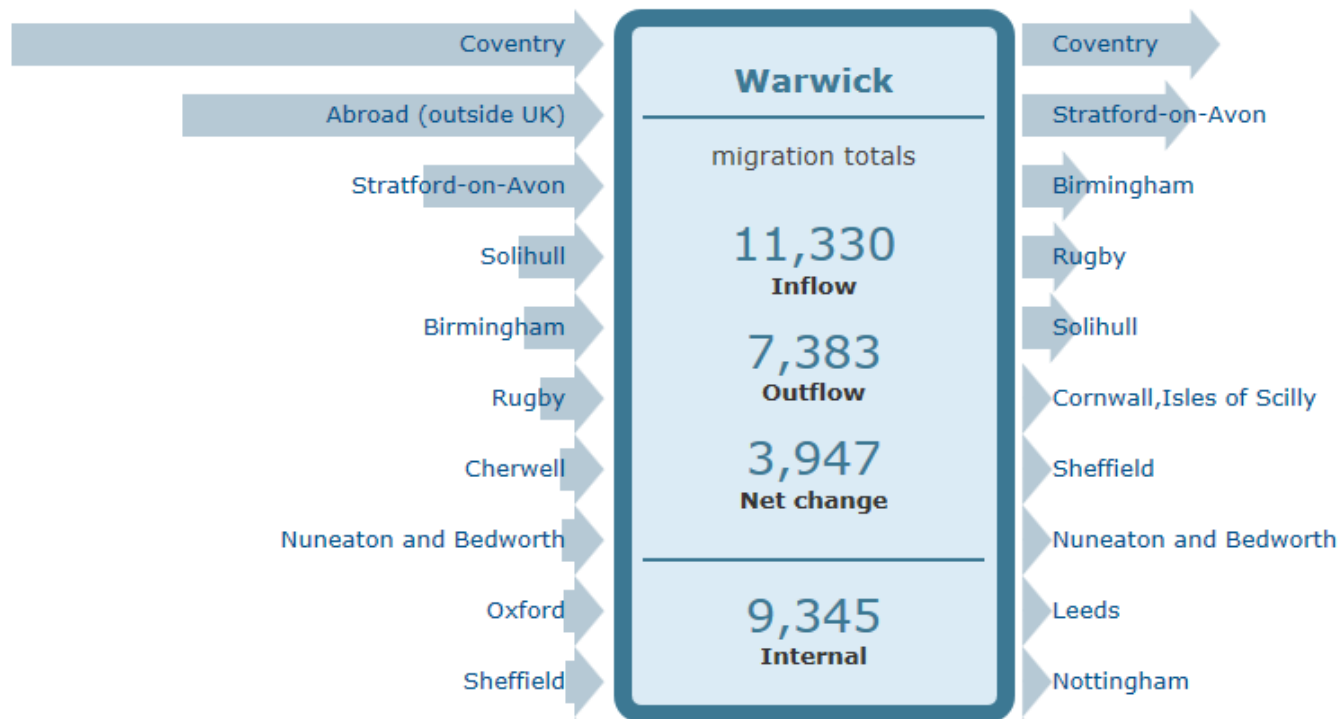 Coventry
Abroad (outside UK)
Stratford-on-Avon
Solihull
Birmingham
Rugby
Cherwell
Nuneaton and Bedworth
Oxford
Sheffield
Warwick
migration totals
11,330
Inflow
7,383
Outflow
3,947
Net change
9,345
Internal
Coventry
Stratford-on-Avon
Birmingham
Rugby
Solihull
Cornwall,Isles of Scilly
Sheffield
Nuneaton and Bedworth
Leeds
Nottingham